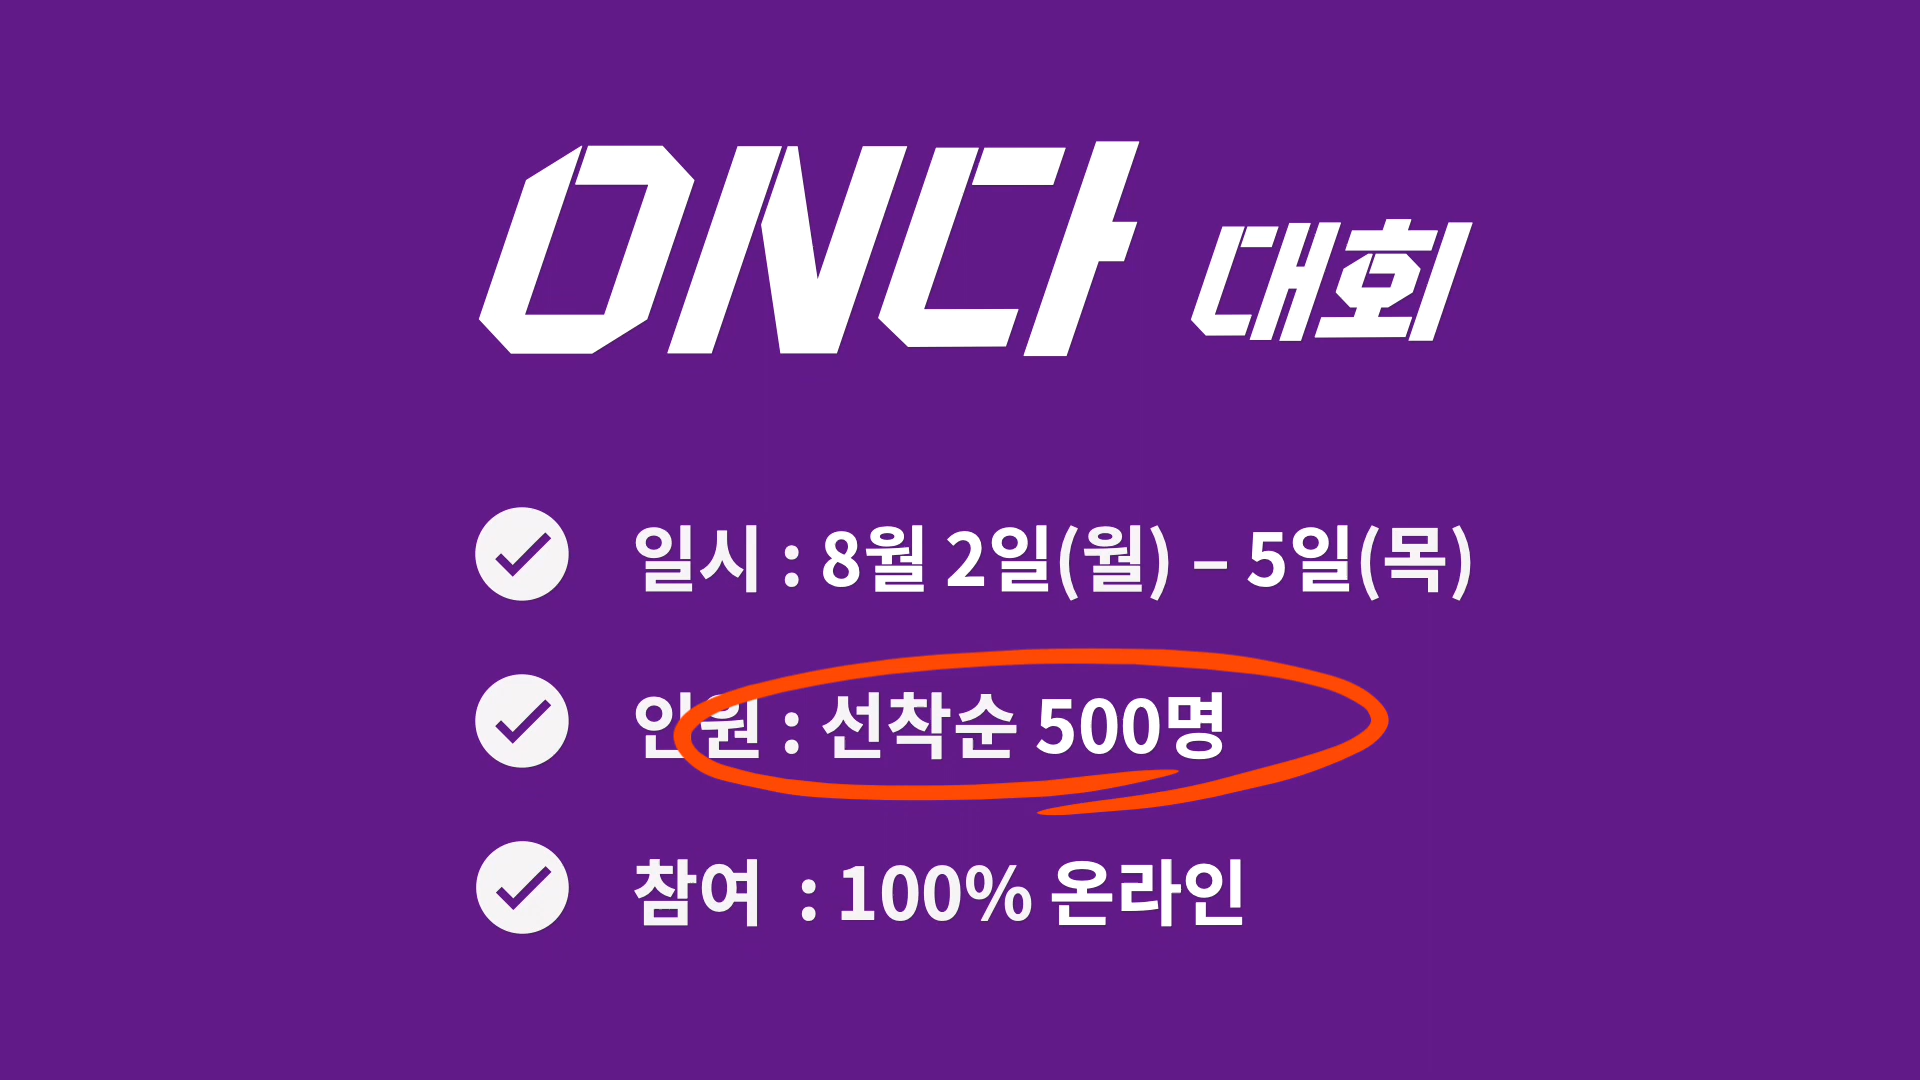 ON다 대회
일시 : 8월 2일(월) – 5일(목)
인원 : 선착순 500명
참여 : 100% 온라인